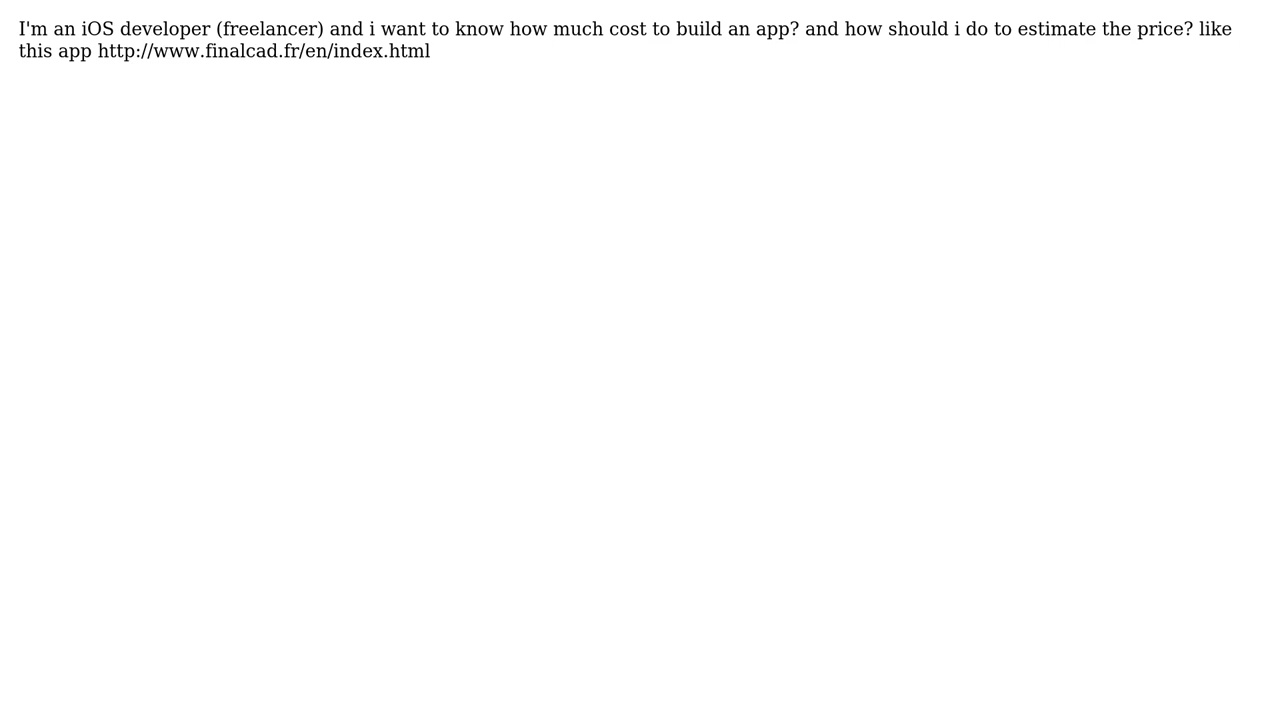 I'm an iOS developer (freelancer) and i want to know how much cost to build an app? and how should i do to estimate the price? like
this app http://www.finalcad.fr/en/index.html